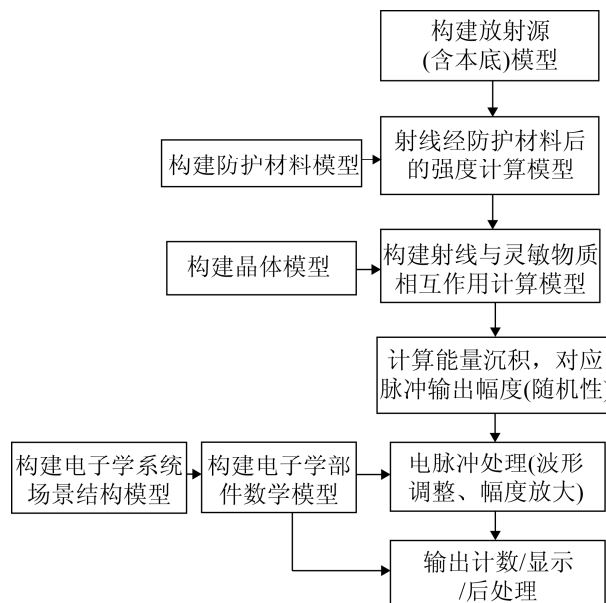 构建放射源
(含本底)模型
构建防护材料模型
射线经防护材料后
的强度计算模型
构建晶体模型
构建射线与灵敏物质
相互作用计算模型
计算能量沉积，对应
脉冲输出幅度(随机性)
构建电子学系统
场景结构模型
构建电子学部
件数学模型
电脉冲处理(波形
调整、幅度放大)
输出计数/显示
/后处理